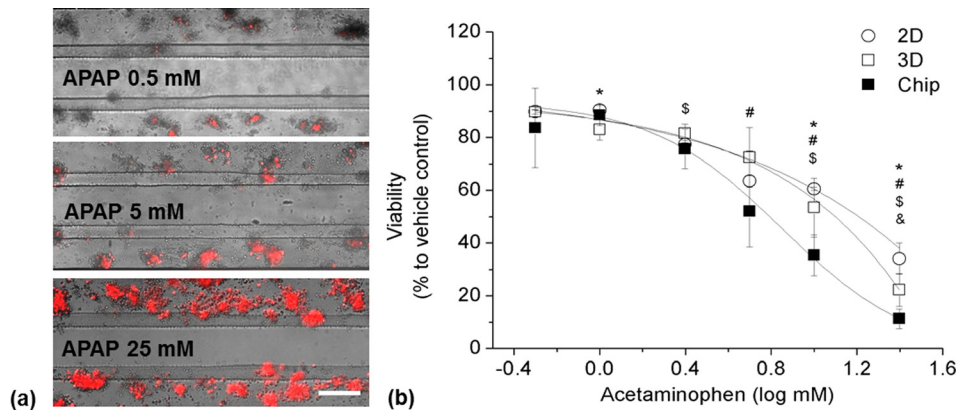 APAP 0.5 mM
APAP 5 mM
APAP 25 mM
(a)
2D
3D
Chip
120
100
80
60
40
20
0
Viability
(% to vehicle control)
*
$
#
*
#
$
*
#
$
&
-0.4
0.0
0.4
0.8
1.2
1.6
Acetaminophen (log mM)
(b)